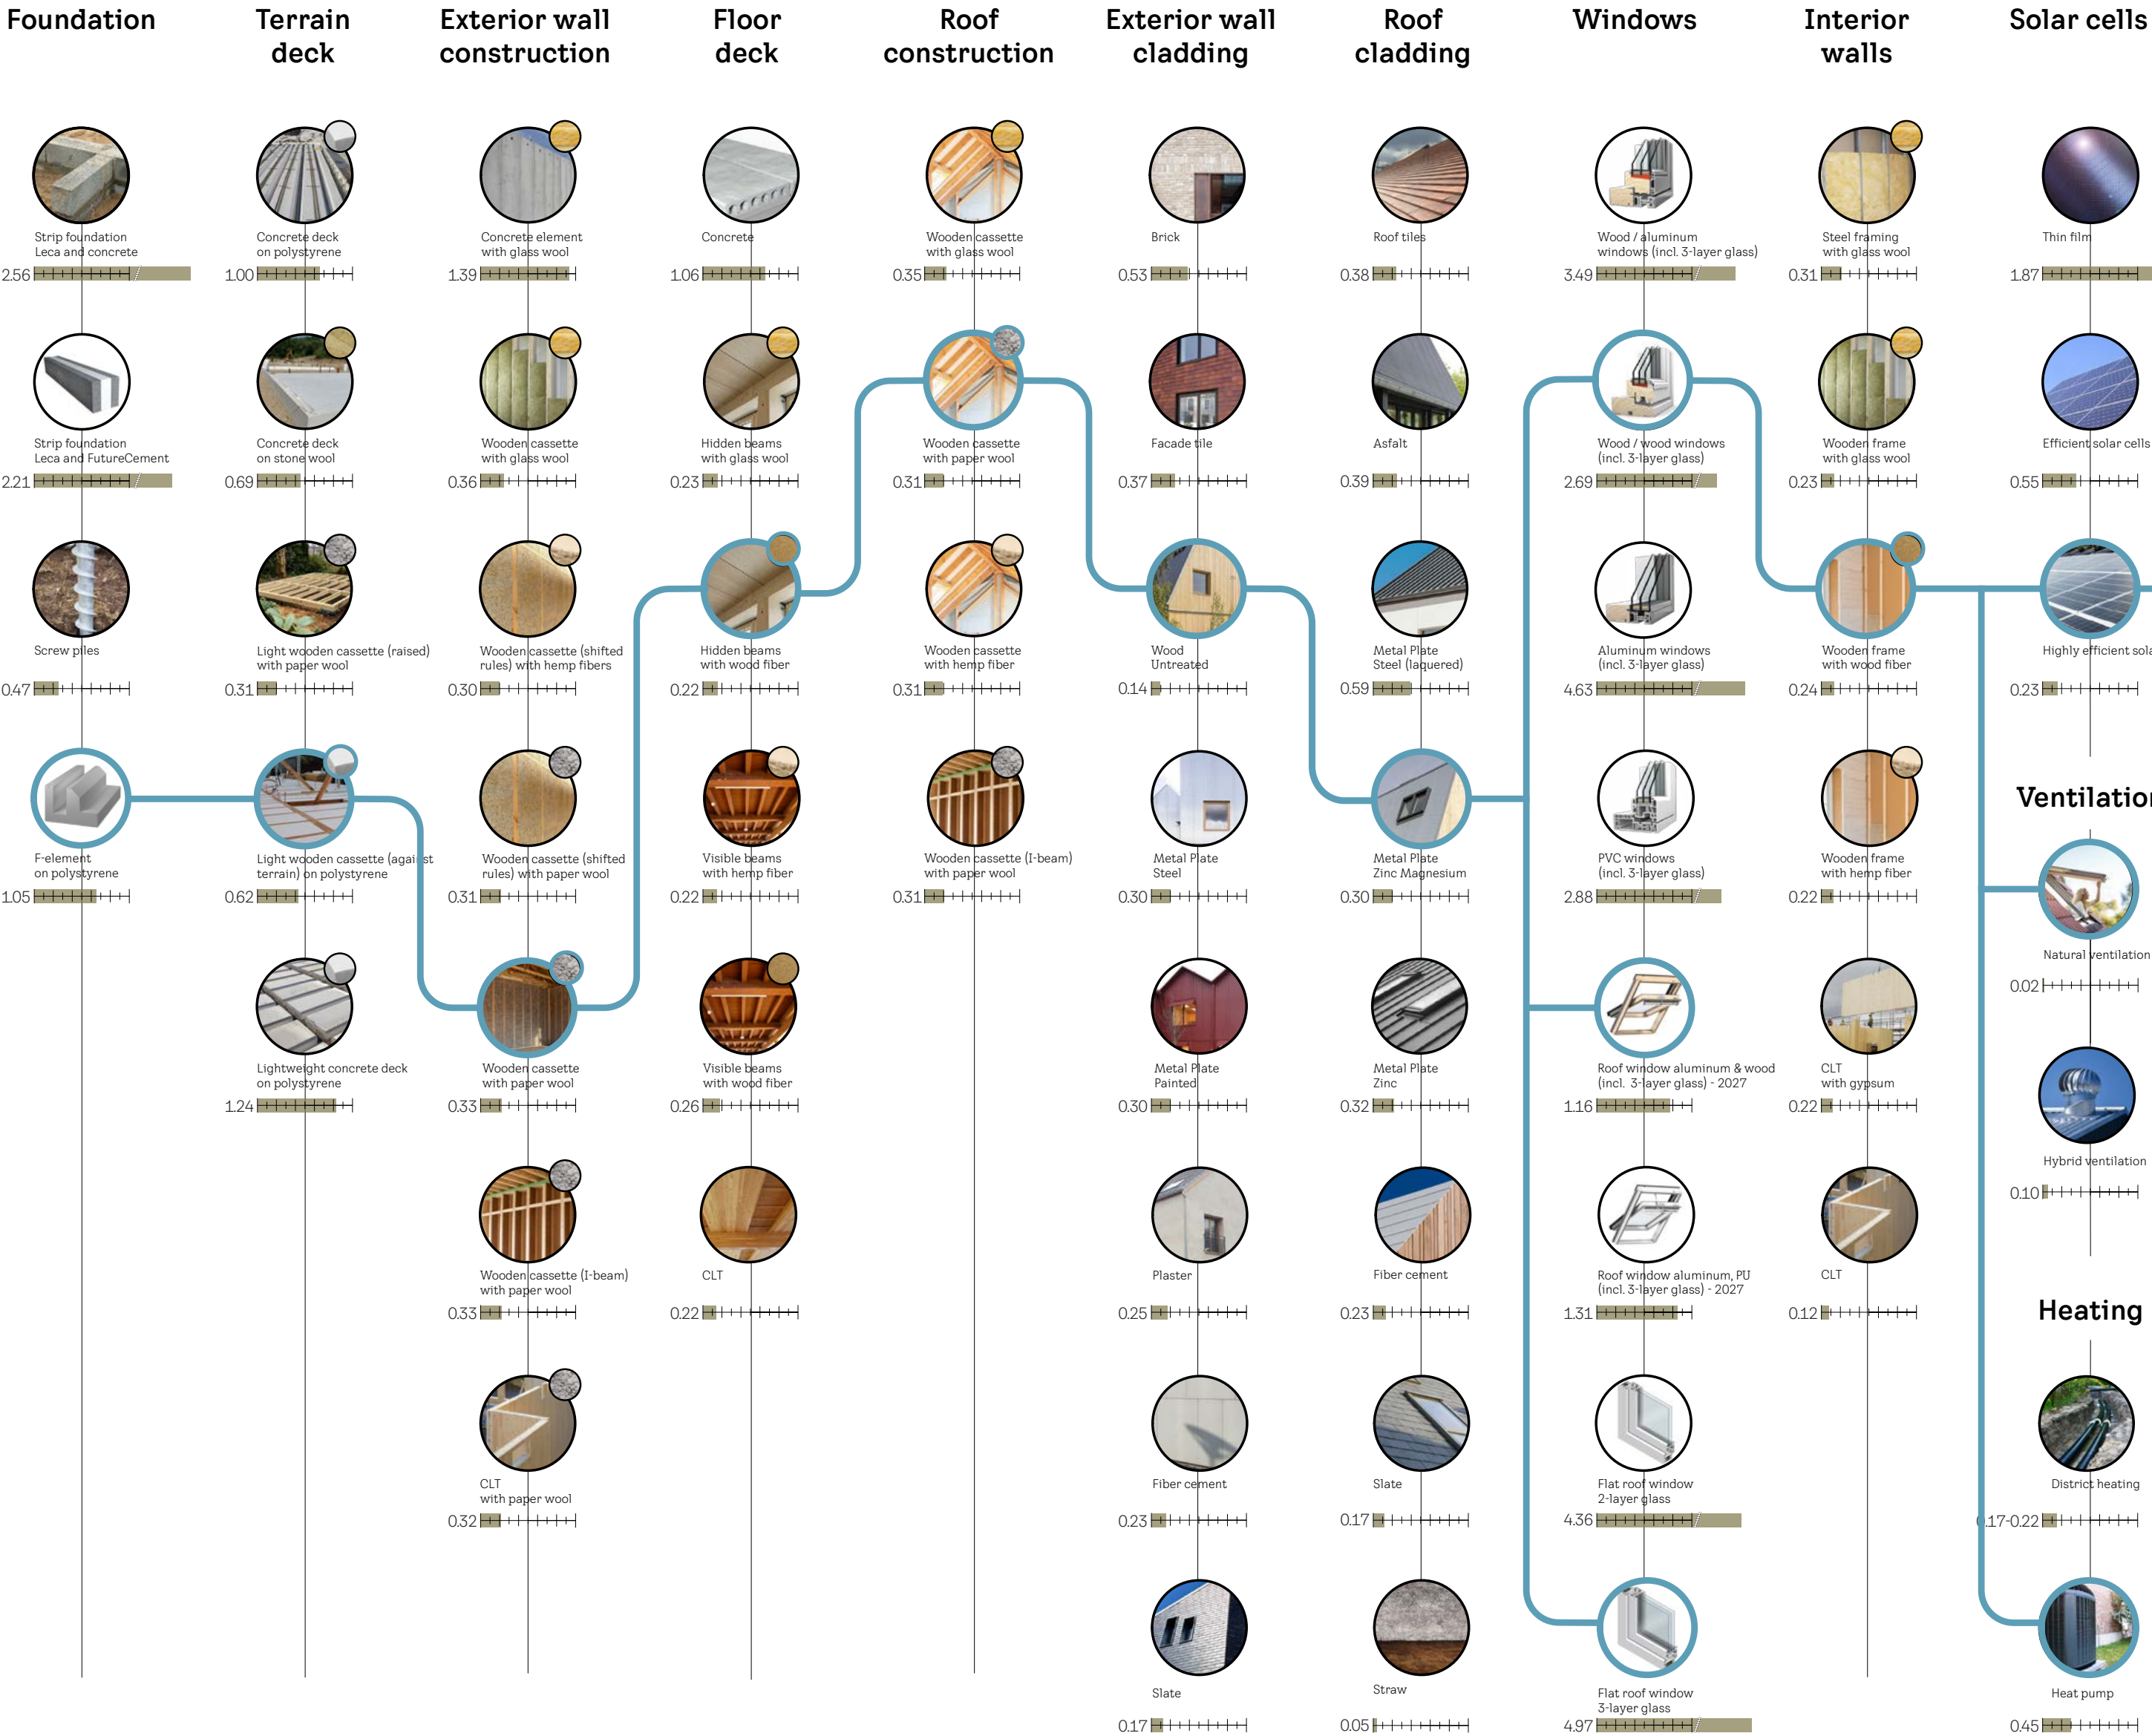 Foundation
Strip foundation
Leca and concrete
2.56
Strip foundation
Leca and FutureCement
2.21
Screw piles
0.47
F-element
on polystyrene
1.05
Terrain
deck
Concrete deck
on polystyrene
1.00
Concrete deck
on stone wool
0.69
Light wooden cassette (raised)
with paper wool
0.31
Light wooden cassette (against
terrain) on polystyrene
0.62
Lightweight concrete deck
on polystyrene
1.24
Exterior wall
construction
Concrete element
with glass wool
1.39
Wooden cassette
with glass wool
0.36
Wooden cassette (shifted
rules) with hemp fibers
0.30
Wooden cassette (shifted
rules) with paper wool
0.31
Wooden cassette
with paper wool
0.33
Wooden cassette (I-beam)
with paper wool
0.33
CLT
with paper wool
0.32
Floor
deck
Concrete
1.06
Hidden beams
with glass wool
0.23
Hidden beams
with wood fiber
0.22
Visible beams
with hemp fiber
0.22
Visible beams
with wood fiber
0.26
CLT
0.22
Roof
construction
Wooden cassette
with glass wool
0.35
Wooden cassette
with paper wool
0.31
Wooden cassette
with hemp fiber
0.31
Wooden cassette (I-beam)
with paper wool
0.31
Exterior wall
cladding
Brick
0.53
Facade tile
0.37
Wood
Untreated
0.14
Metal Plate
Steel
0.30
Metal Plate
Painted
0.30
Plaster
0.25
Fiber cement
0.23
Slate
0.17
Roof
cladding
Roof tiles
0.38
Asfalt
0.39
Metal Plate
Steel (laquered)
0.59
Metal Plate
Zinc Magnesium
0.30
Metal Plate
Zinc
0.32
Fiber cement
0.23
Slate
0.17
Straw
0.05
Windows
Wood / aluminum
windows (incl. 3-layer glass)
3.49
Wood / wood windows
(incl. 3-layer glass)
2.69
Aluminum windows
(incl. 3-layer glass)
4.63
PVC windows
(incl. 3-layer glass)
2.88
Roof window aluminum & wood
(incl. 3-layer glass) - 2027
1.16
Roof window aluminum, PU
(incl. 3-layer glass) - 2027
1.31
Flat roof window
2-layer glass
4.36
Flat roof window
3-layer glass
4.97
Interior
walls
Steel framing
with glass wool
0.31
Wooden frame
with glass wool
0.23
Wooden frame
with wood fiber
0.24
Wooden frame
with hemp fiber
0.22
CLT
with gypsum
0.22
CLT
0.12
Solar cells
Thin film
1.87
Efficient solar cells
0.55
Highly efficient sola
0.23
Ventilation
Natural ventilation
0.02
Hybrid ventilation
0.10
Heating
District heating
0.17-0.22
Heat pump
0.45